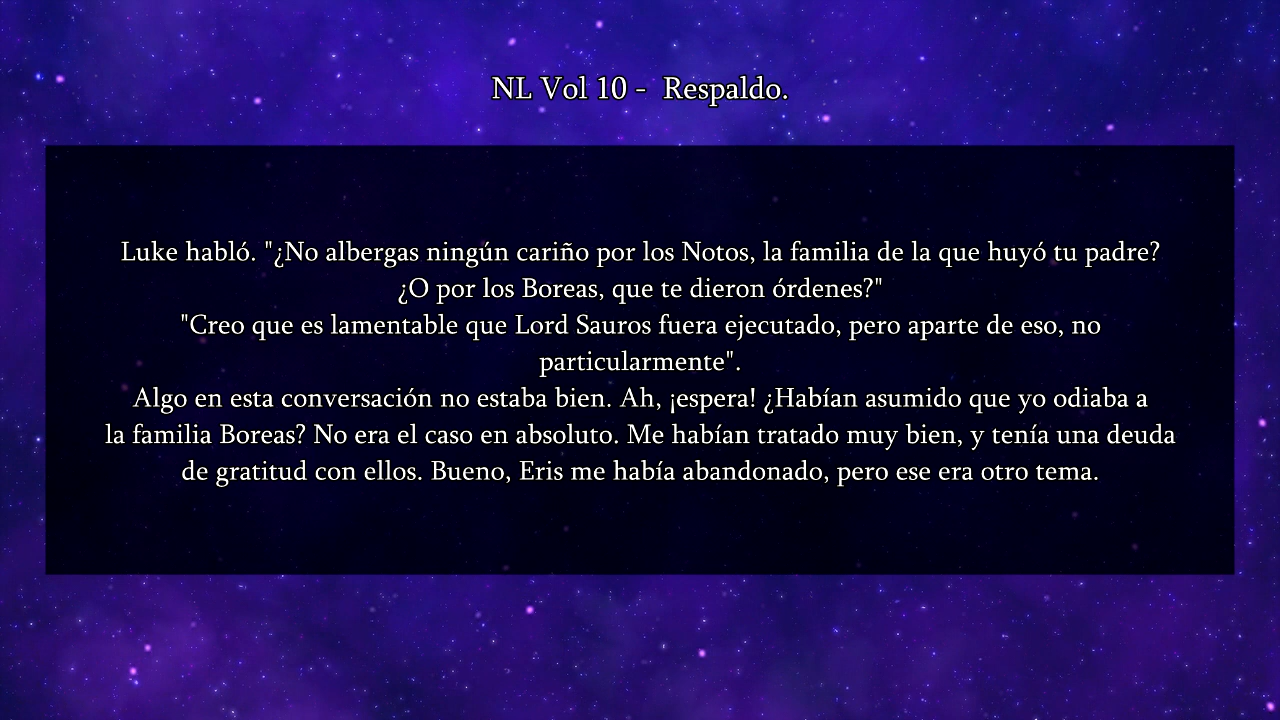 NL Vol 10 -  Respaldo.
Luke habló. "¿No albergas ningún cariño por los Notos, la familia de la que huyó tu padre?
¿O por los Boreas, que te dieron órdenes?"
"Creo que es lamentable que Lord Sauros fuera ejecutado, pero aparte de eso, no
particularmente".
Algo en esta conversación no estaba bien. Ah, ¡espera! ¿Habían asumido que yo odiaba a
la familia Boreas? No era el caso en absoluto. Me habían tratado muy bien, y tenía una deuda
de gratitud con ellos. Bueno, Eris me había abandonado, pero ese era otro tema.